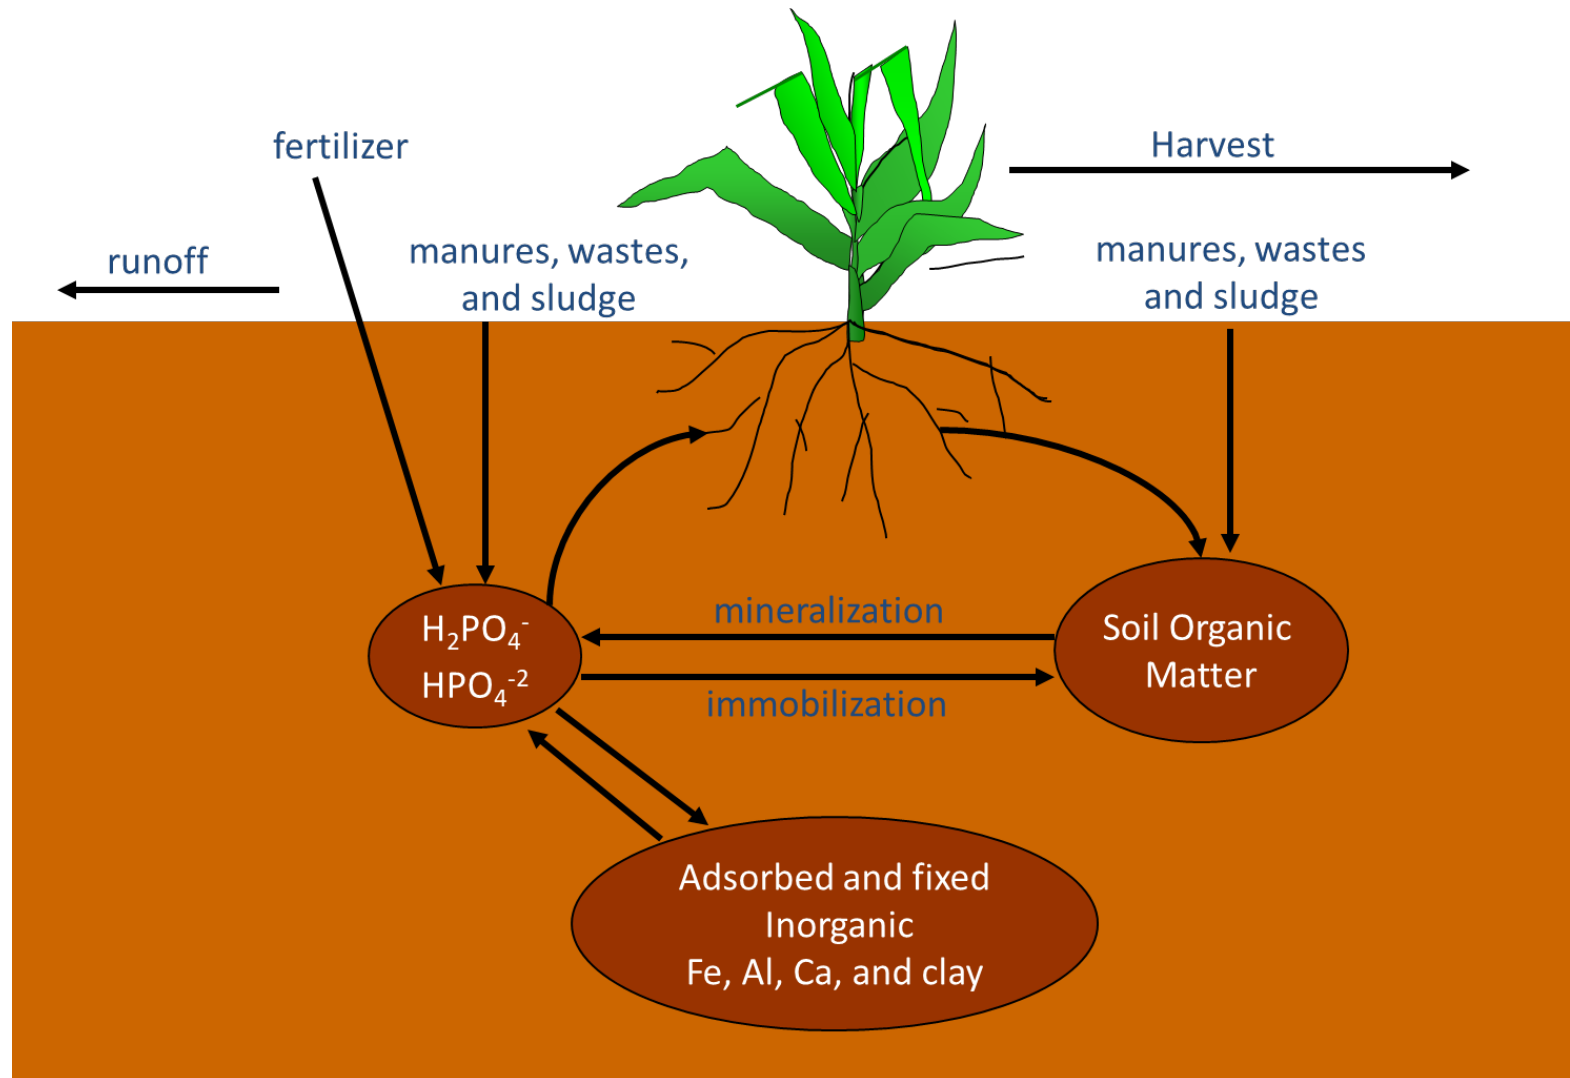 fertilizer
Harvest
runoff
manures, wastes,
and sludge
manures, wastes
and sludge
mineralization
immobilization
H₂PO₄⁻
HPO₄⁻²
Soil Organic
Matter
Adsorbed and fixed
Inorganic
Fe, Al, Ca, and clay